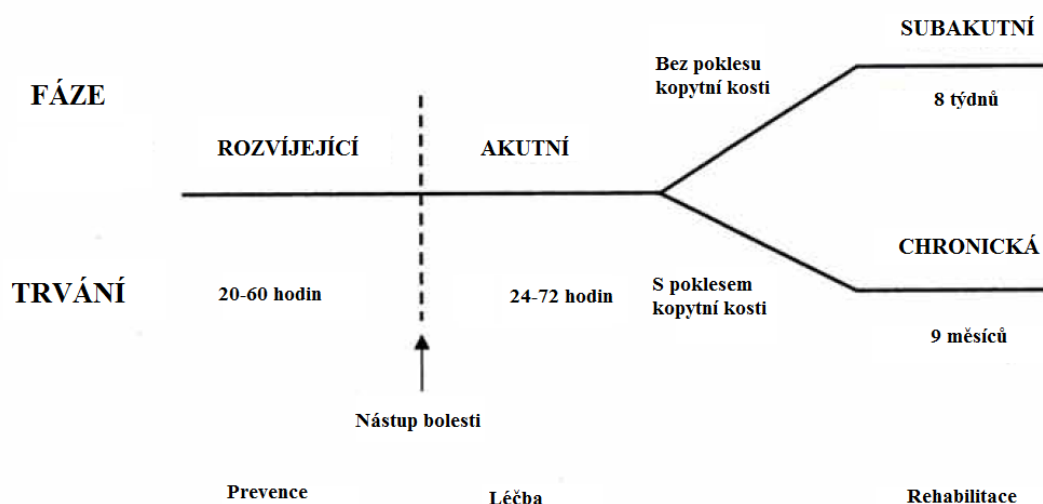 SUBAKUTNÍ
Bez poklesu
kopytní kosti
FÁZE
8 týdnů
ROZVÍJEJÍCÍ
AKUTNÍ
CHRONICKÁ
TRVÁNÍ
20-60 hodin
24-72 hodin
S poklesem
kopytní kosti
9 měsíců
Nástup bolesti
Prevence
Léčba
Rehabilitace